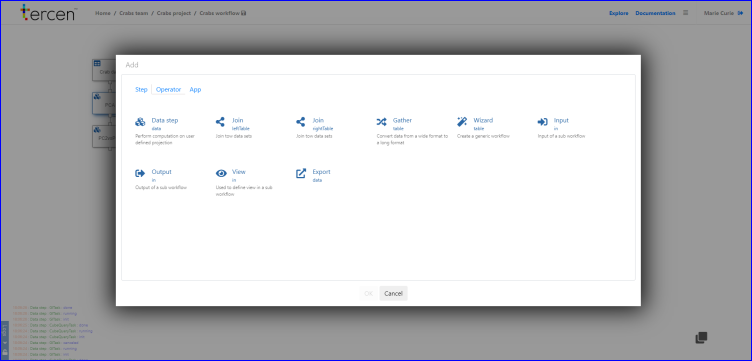 tercen
Home / Crabs team / Crabs project / Crabs workflow
Explore Documentation Marie Curie
Add
Step Operator App
Data step
data
Perform computation on user
defined projection
Join
leftTable
Join tow data sets
Join
rightTable
Join tow data sets
Gather
table
Convert data from a wide format to
a long format
Wizard
table
Create a generic workflow
Input
in
Input of a sub workflow
Output
in
Output of a sub workflow
View
in
Used to define view in a sub
workflow
Export
data
OK Cancel